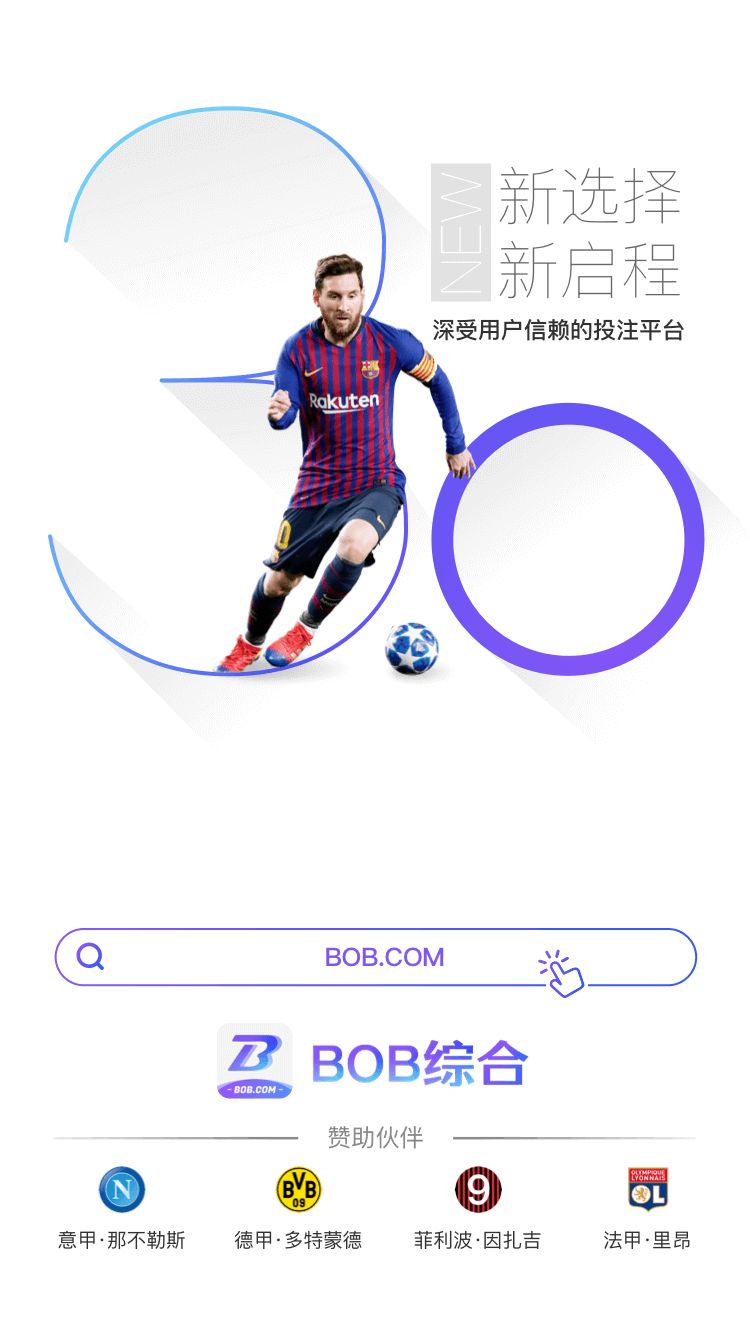 NEW
新选择
新启程
深受用户信赖的投注平台
30
Rakuten
10
BOB.COM
B
BOB.COM
BOB综合
赞助伙伴
N
BVB
09
9
OLYMPIQUE
LYONNAIS
OL
意甲·那不勒斯
德甲·多特蒙德
菲利波·因扎吉
法甲·里昂